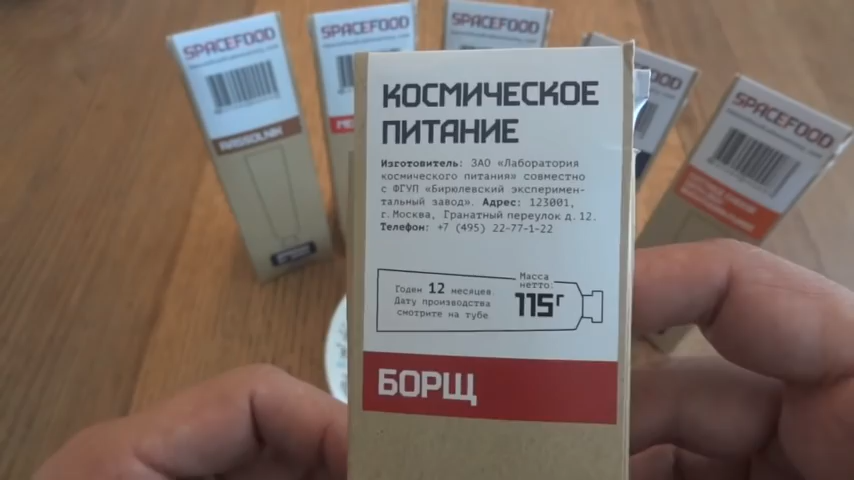 SPACEFOOD
SPACEFOOD
SPACEFOOD
SPACEFOOD
RASSOLNIK
КОСМИЧЕСКОЕ
ПИТАНИЕ
Изготовитель: ЗАО «Лаборатория
космического питания» совместно
с ФГУП «Бирюлевский эксперимен-
тальный завод». Адрес: 123001,
г. Москва, Гранатный переулок д. 12.
Телефон: +7 (495) 22-77-1-22
Годен 12 месяцев
Дату производства
смотрите на тубе
Масса
нетто:
115г
БОРЩ